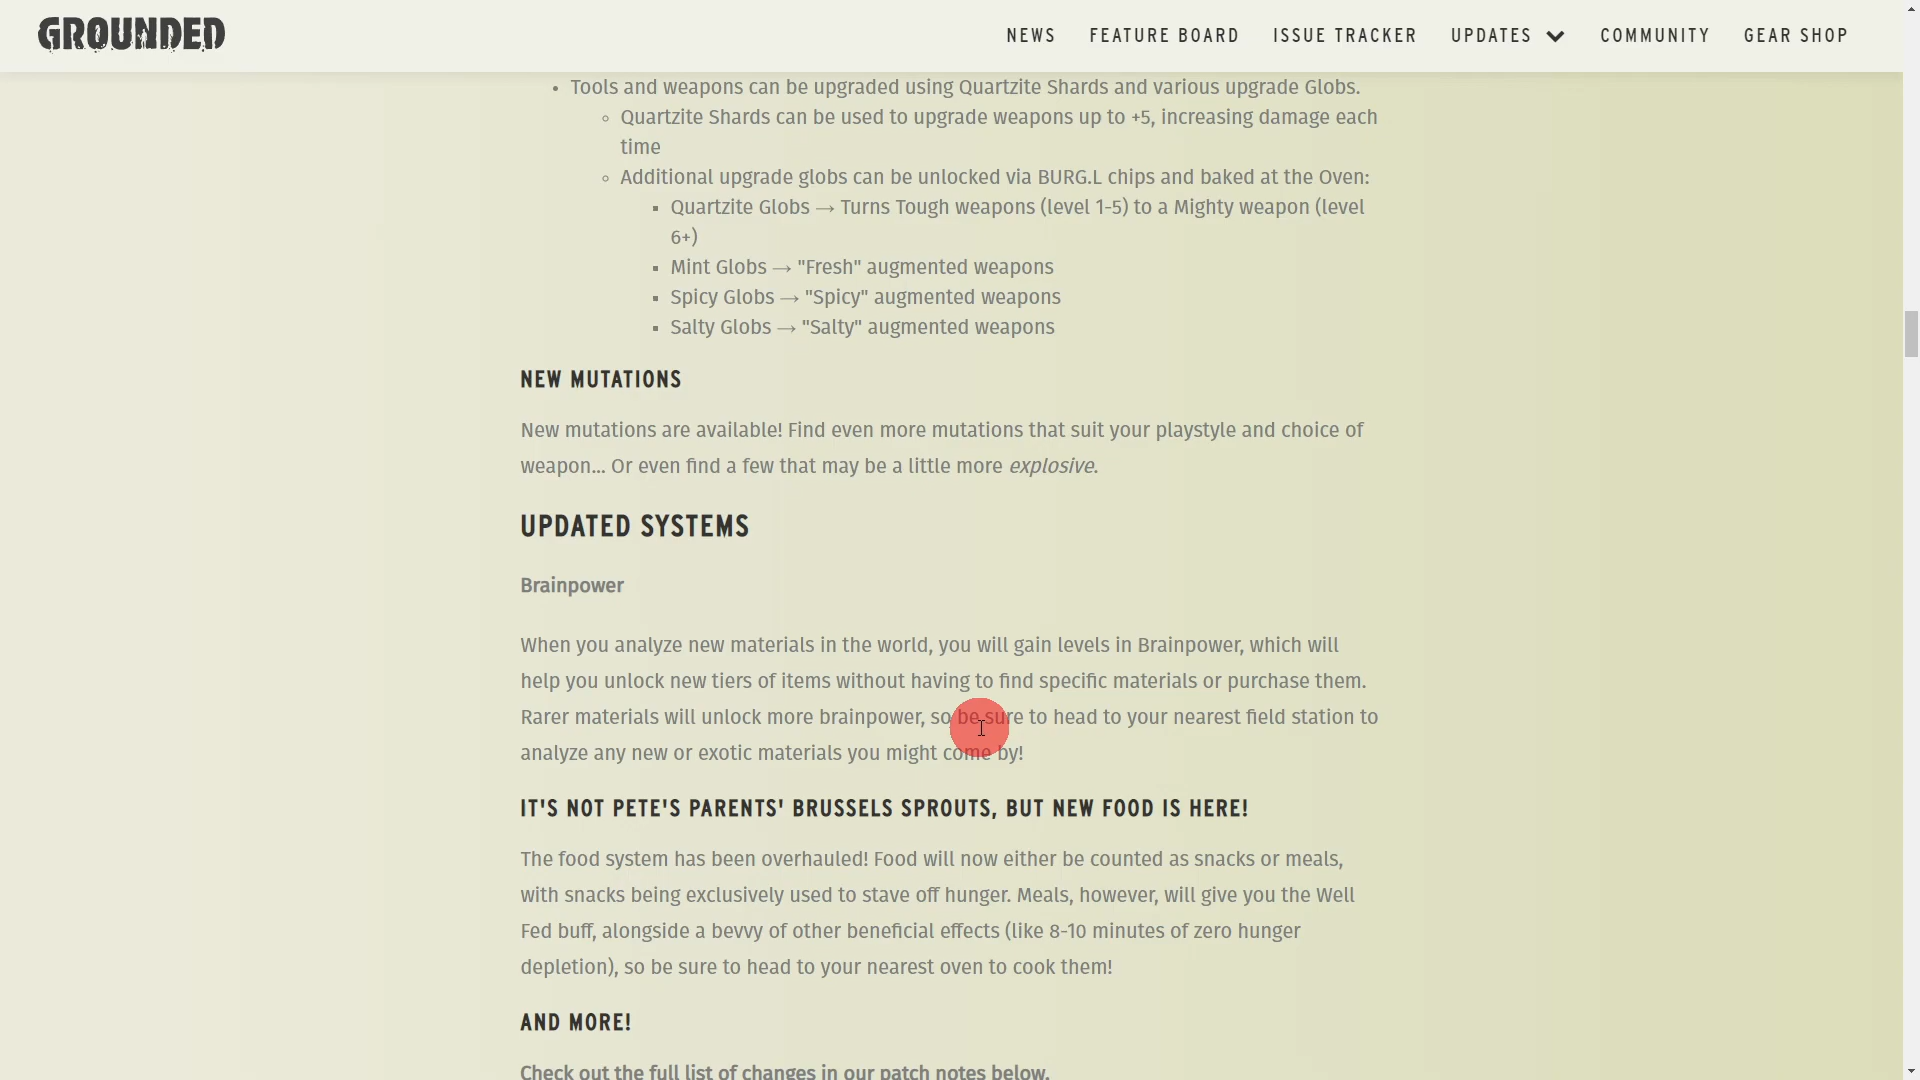 GROUNDED
NEWS FEATURE BOARD ISSUE TRACKER UPDATES COMMUNITY GEAR SHOP
• Tools and weapons can be upgraded using Quartzite Shards and various upgrade Globs.
◦ Quartzite Shards can be used to upgrade weapons up to +5, increasing damage each
time
◦ Additional upgrade globs can be unlocked via BURG.L chips and baked at the Oven:
▪ Quartzite Globs → Turns Tough weapons (level 1-5) to a Mighty weapon (level
6+)
▪ Mint Globs → "Fresh" augmented weapons
▪ Spicy Globs → "Spicy" augmented weapons
▪ Salty Globs → "Salty" augmented weapons
NEW MUTATIONS
New mutations are available! Find even more mutations that suit your playstyle and choice of
weapon... Or even find a few that may be a little more explosive.
UPDATED SYSTEMS
Brainpower
When you analyze new materials in the world, you will gain levels in Brainpower, which will
help you unlock new tiers of items without having to find specific materials or purchase them.
Rarer materials will unlock more brainpower, so be sure to head to your nearest field station to
analyze any new or exotic materials you might come by!
IT'S NOT PETE'S PARENTS' BRUSSELS SPROUTS, BUT NEW FOOD IS HERE!
The food system has been overhauled! Food will now either be counted as snacks or meals,
with snacks being exclusively used to stave off hunger. Meals, however, will give you the Well
Fed buff, alongside a bevvy of other beneficial effects (like 8-10 minutes of zero hunger
depletion), so be sure to head to your nearest oven to cook them!
AND MORE!
Check out the full list of changes in our patch notes below.